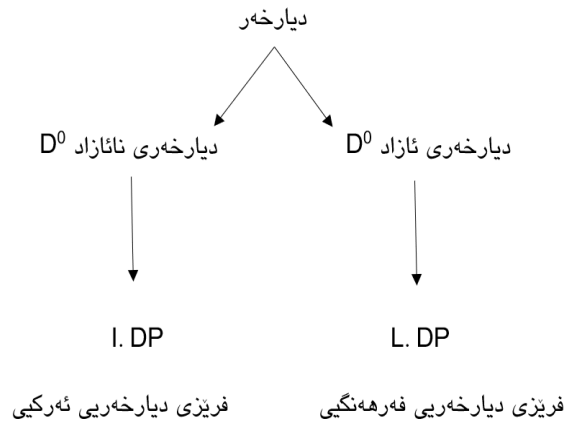 دیارخەر
دیارخەری ئازاد D⁰
دیارخەری نائازاد D⁰
L. DP
I. DP
فرێزی دیارخەریی فەرهەنگیی
فرێزی دیارخەریی ئەرکیی